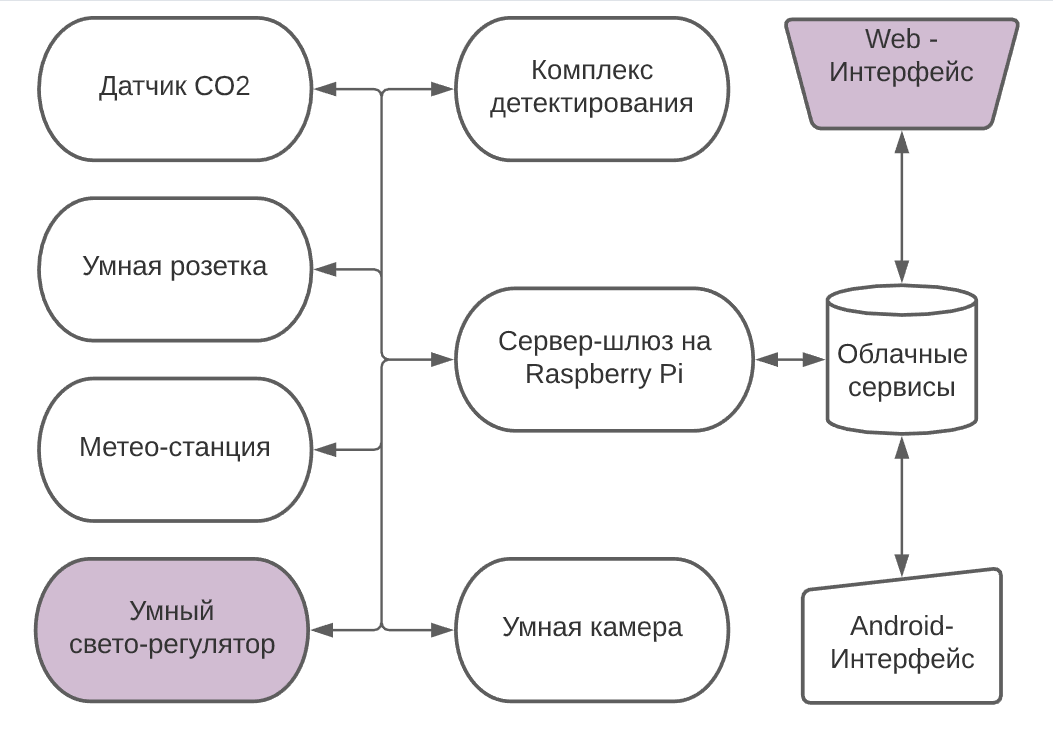 Датчик CO2
Комплекс
детектирования
Web -
Интерфейс
Умная розетка
Сервер-шлюз на
Raspberry Pi
Облачные
сервисы
Метео-станция
Умный
свето-регулятор
Умная камера
Android-
Интерфейс